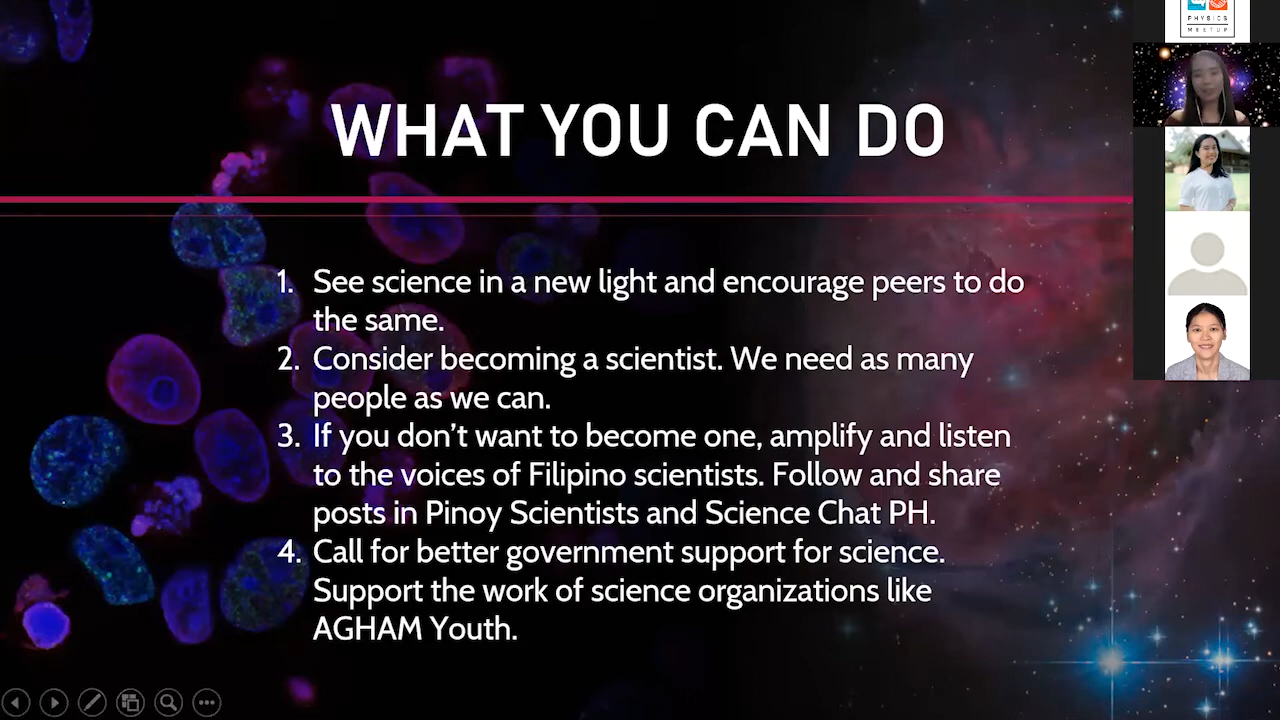 WHAT YOU CAN DO
1. See science in a new light and encourage peers to do
the same.
2. Consider becoming a scientist. We need as many
people as we can.
3. If you don’t want to become one, amplify and listen
to the voices of Filipino scientists. Follow and share
posts in Pinoy Scientists and Science Chat PH.
4. Call for better government support for science.
Support the work of science organizations like
AGHAM Youth.
PHYSICS
MEETUP